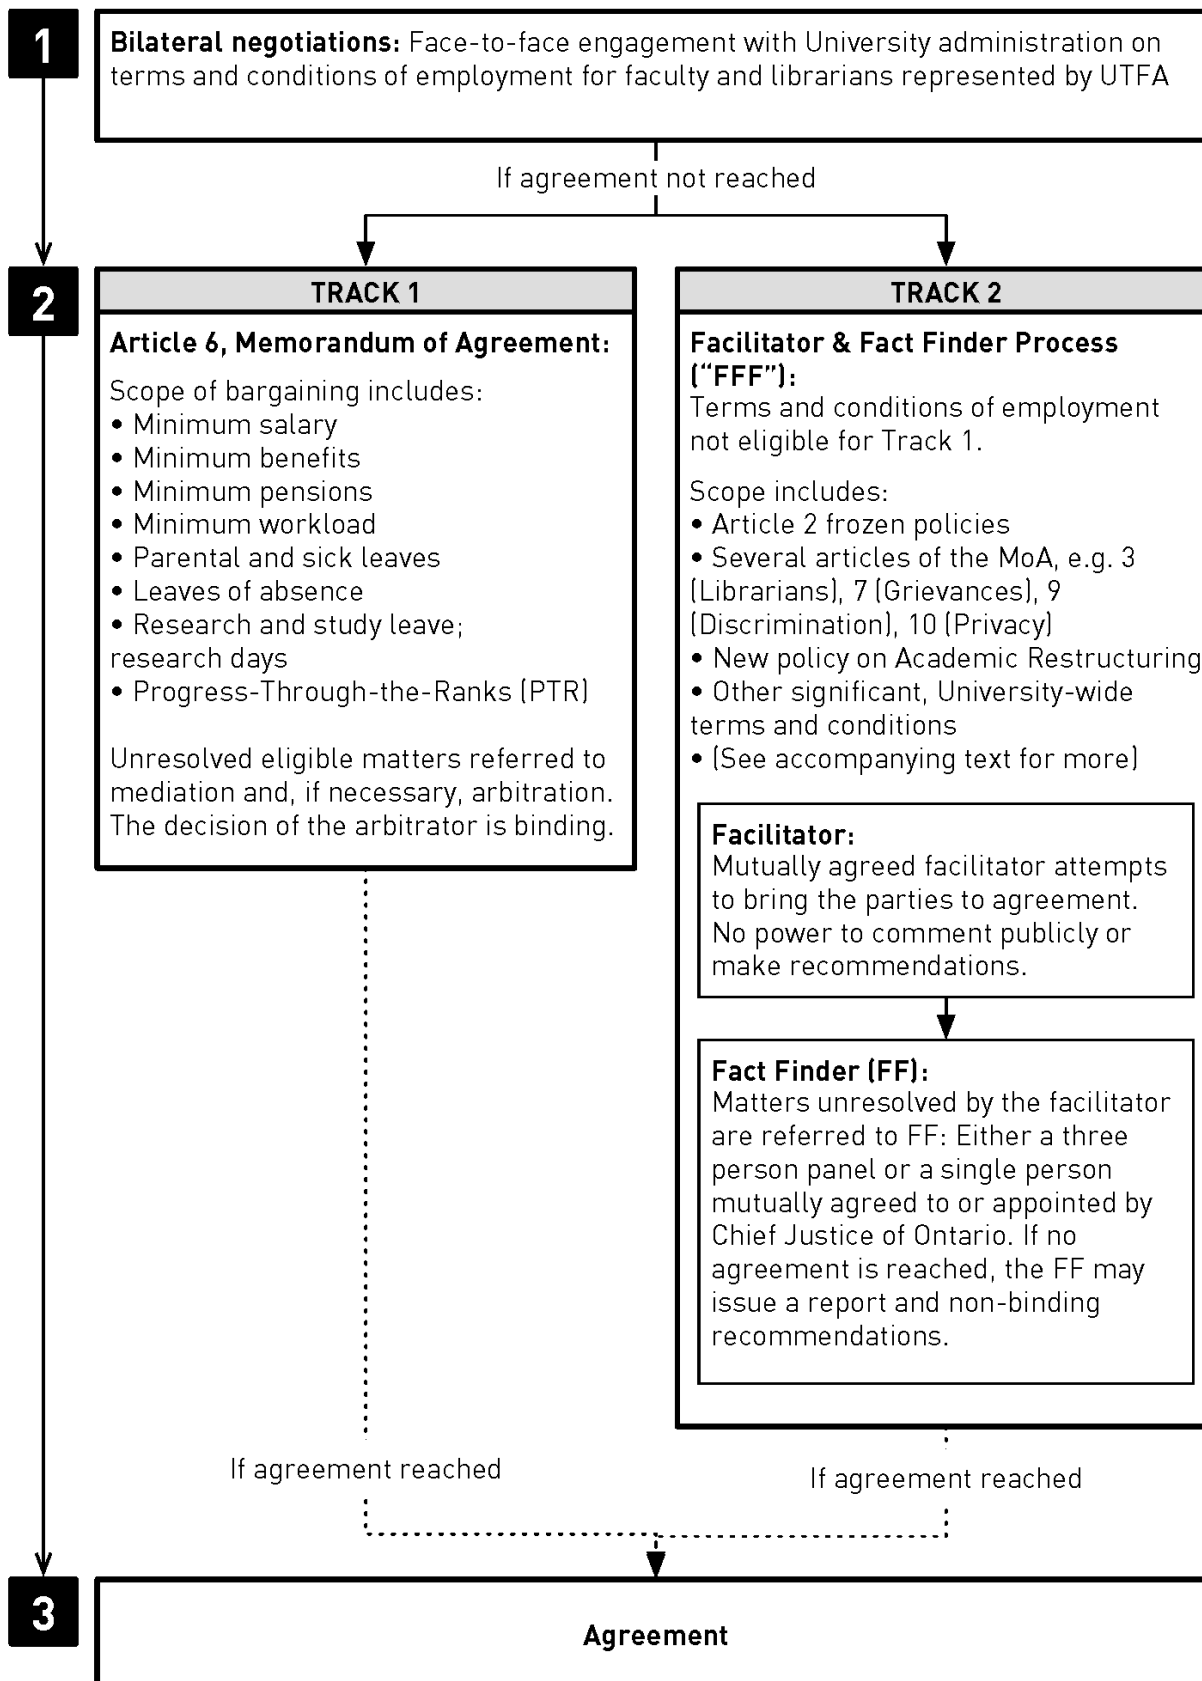 1
Bilateral negotiations: Face-to-face engagement with University administration on
terms and conditions of employment for faculty and librarians represented by UTFA
If agreement not reached
2
TRACK 1
Article 6, Memorandum of Agreement:
Scope of bargaining includes:
• Minimum salary
• Minimum benefits
• Minimum pensions
• Minimum workload
• Parental and sick leaves
• Leaves of absence
• Research and study leave;
research days
• Progress-Through-the-Ranks (PTR)
Unresolved eligible matters referred to
mediation and, if necessary, arbitration.
The decision of the arbitrator is binding.
TRACK 2
Facilitator & Fact Finder Process
(“FFF”):
Terms and conditions of employment
not eligible for Track 1.
Scope includes:
• Article 2 frozen policies
• Several articles of the MoA, e.g. 3
(Librarians), 7 (Grievances), 9
(Discrimination), 10 (Privacy)
• New policy on Academic Restructuring
• Other significant, University-wide
terms and conditions
• (See accompanying text for more)
Facilitator:
Mutually agreed facilitator attempts
to bring the parties to agreement.
No power to comment publicly or
make recommendations.
Fact Finder (FF):
Matters unresolved by the facilitator
are referred to FF: Either a three
person panel or a single person
mutually agreed to or appointed by
Chief Justice of Ontario. If no
agreement is reached, the FF may
issue a report and non-binding
recommendations.
If agreement reached
If agreement reached
3
Agreement